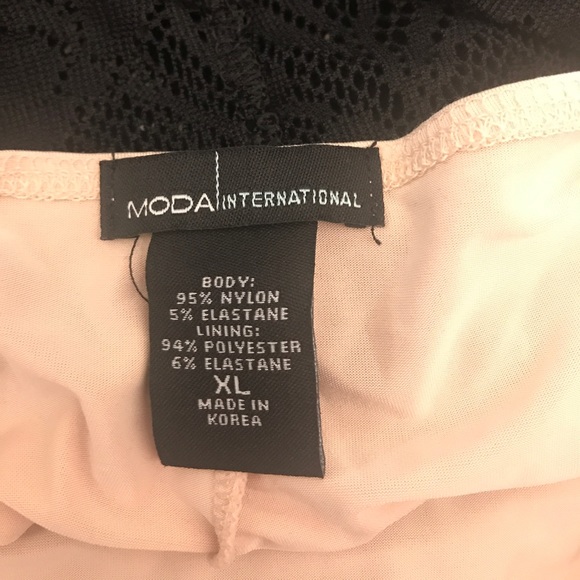 MODA INTERNATIONAL
BODY:
95% NYLON
5% ELASTANE
LINING:
94% POLYESTER
6% ELASTANE
XL
MADE IN
KOREA